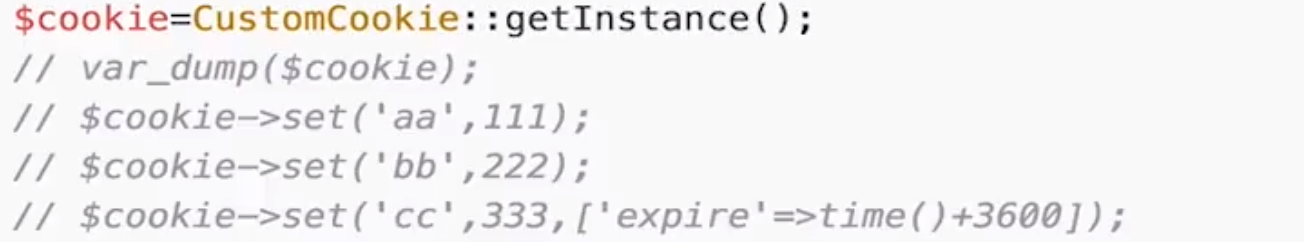 $cookie=CustomCookie::getInstance();
// var_dump($cookie);
// $cookie->set('aa',111);
// $cookie->set('bb',222);
// $cookie->set('cc',333,['expire'=>time()+3600]);